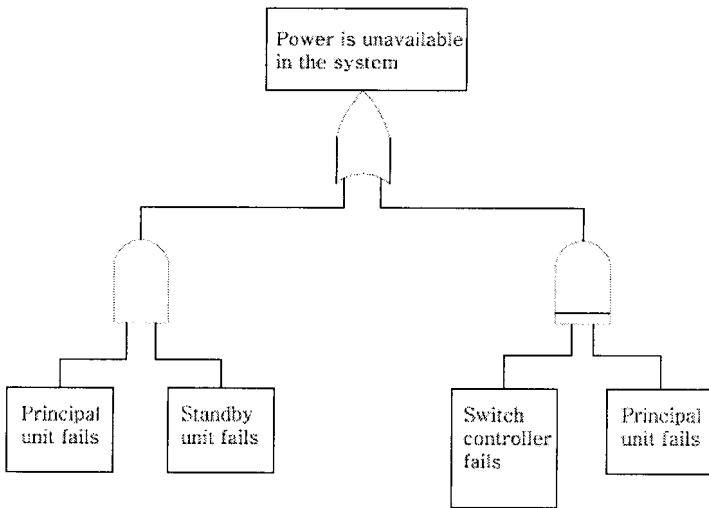 Power is unavailable
in the system
Principal
unit fails
Standby
unit fails
Switch
controller
fails
Principal
unit fails